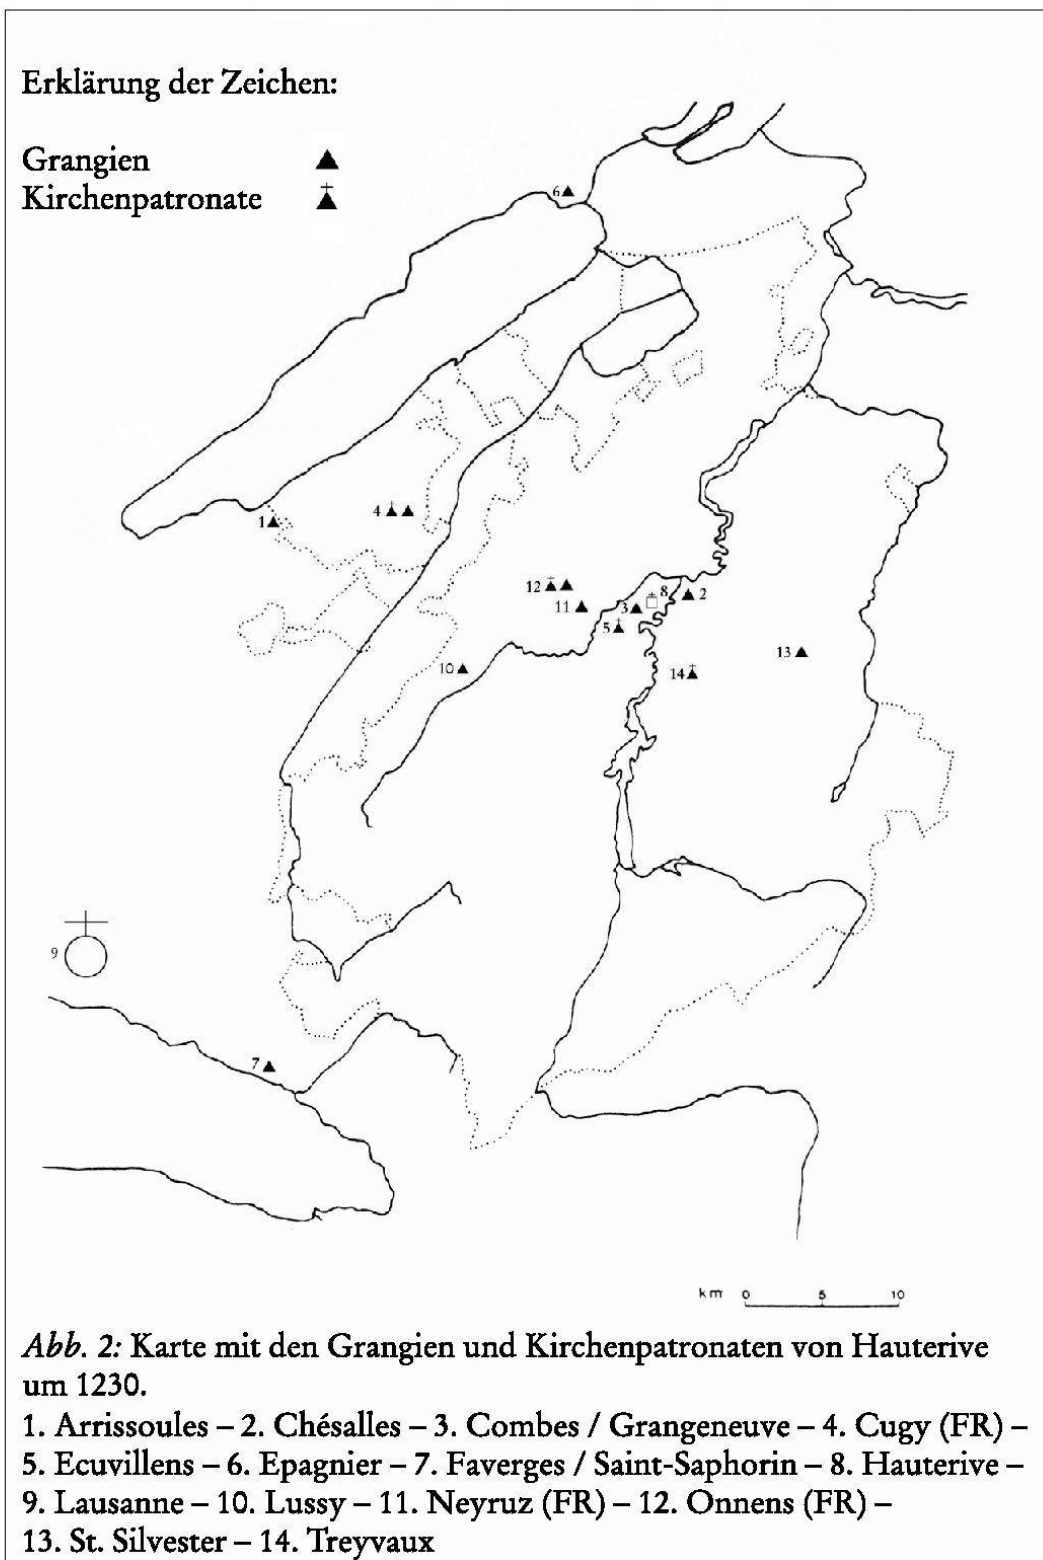 Erklärung der Zeichen:
Grangien
Kirchenpatronate
6
1
4
12
11
3
8
2
5
10
14
13
9
7
km 0 5 10
Abb. 2: Karte mit den Grangien und Kirchenpatronaten von Hauterive
um 1230.
1. Arrissoules – 2. Chésalles – 3. Combes / Grangeneuve – 4. Cugy (FR) –
5. Ecuvillens – 6. Epagnier – 7. Faverges / Saint-Saphorin – 8. Hauterive –
9. Lausanne – 10. Lussy – 11. Neyruz (FR) – 12. Onnens (FR) –
13. St. Silvester – 14. Treyvaux